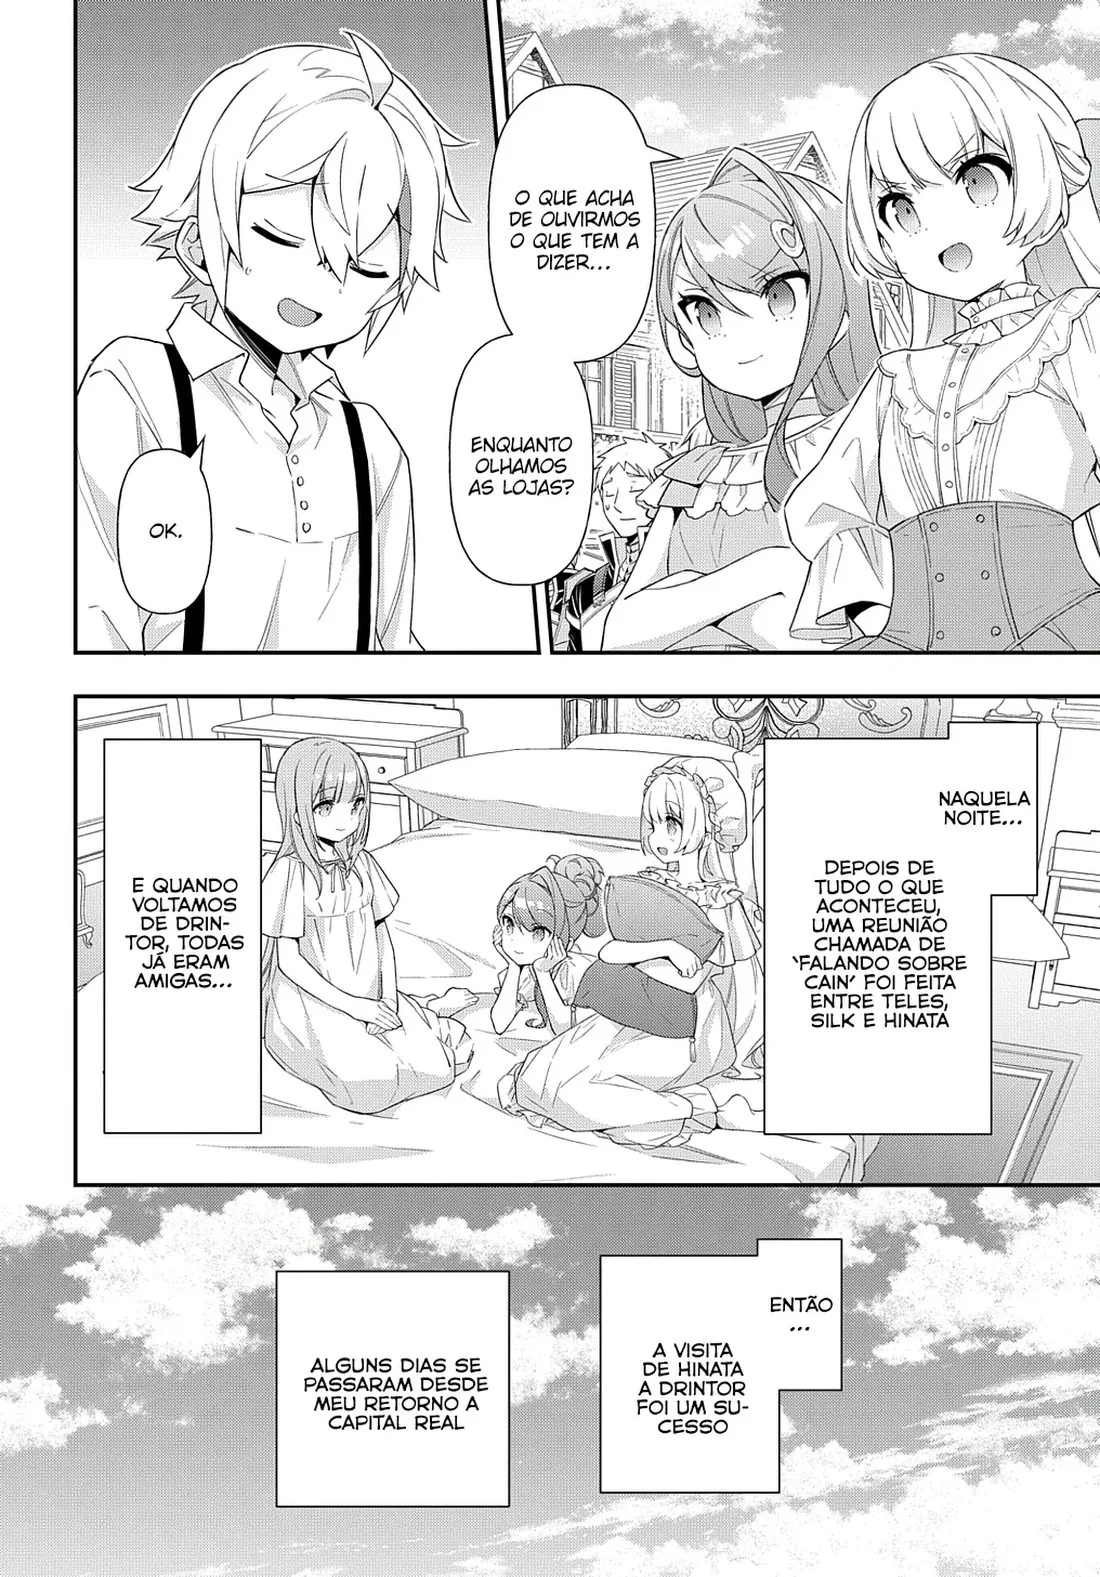 O QUE ACHA
DE OUVIRMOS
O QUE TEM A
DIZER...
ENQUANTO
OLHAMOS
AS LOJAS?
OK.
NAQUELA
NOITE...
DEPOIS DE
TUDO O QUE
ACONTECEU,
UMA REUNIÃO
CHAMADA DE
‘FALANDO SOBRE
CAIN’ FOI FEITA
ENTRE TELES,
SILK E HINATA
E QUANDO
VOLTAMOS
DE DRIN-
TOR, TODAS
JÁ ERAM
AMIGAS...
ENTÃO
...
A VISITA
DE HINATA
A DRINTOR
FOI UM SU-
CESSO
ALGUNS DIAS SE
PASSARAM DESDE
MEU RETORNO A
CAPITAL REAL